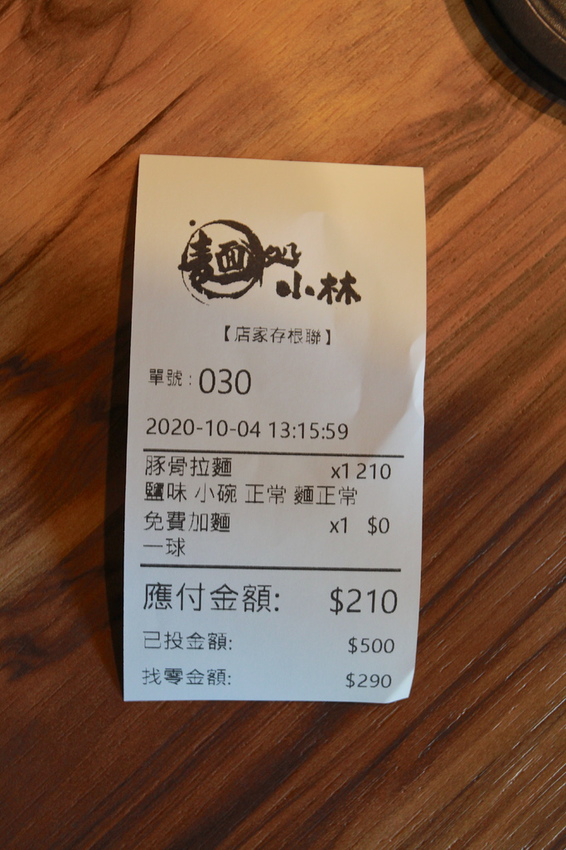 麵処
小林
【店家存根聯】
單號：030
2020-10-04 13:15:59
豚骨拉麵 x1 210
鹽味 小碗 正常 麵正常
免費加麵 x1 $0
一球
應付金額: $210
已投金額: $500
找零金額: $290